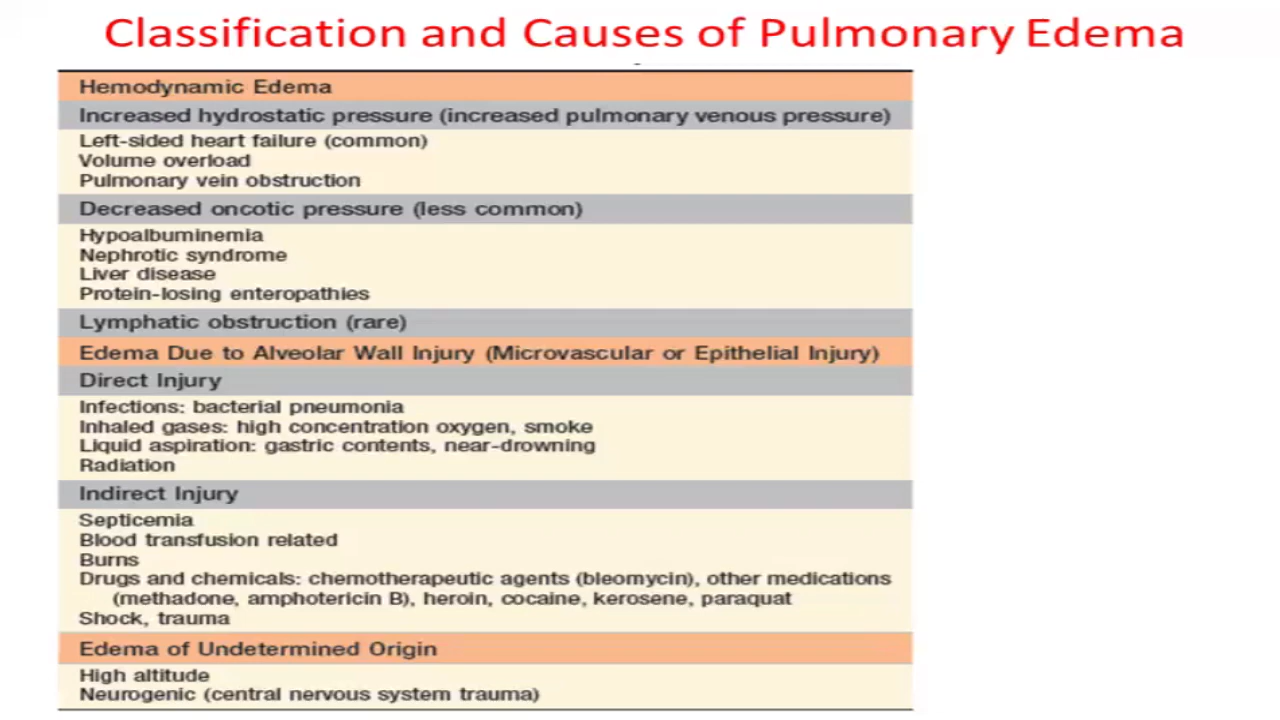 Classification and Causes of Pulmonary Edema
Hemodynamic Edema
Increased hydrostatic pressure (increased pulmonary venous pressure)
Left-sided heart failure (common)
Volume overload
Pulmonary vein obstruction
Decreased oncotic pressure (less common)
Hypoalbuminemia
Nephrotic syndrome
Liver disease
Protein-losing enteropathies
Lymphatic obstruction (rare)
Edema Due to Alveolar Wall Injury (Microvascular or Epithelial Injury)
Direct Injury
Infections: bacterial pneumonia
Inhaled gases: high concentration oxygen, smoke
Liquid aspiration: gastric contents, near-drowning
Radiation
Indirect Injury
Septicemia
Blood transfusion related
Burns
Drugs and chemicals: chemotherapeutic agents (bleomycin), other medications
(methadone, amphotericin B), heroin, cocaine, kerosene, paraquat
Shock, trauma
Edema of Undetermined Origin
High altitude
Neurogenic (central nervous system trauma)